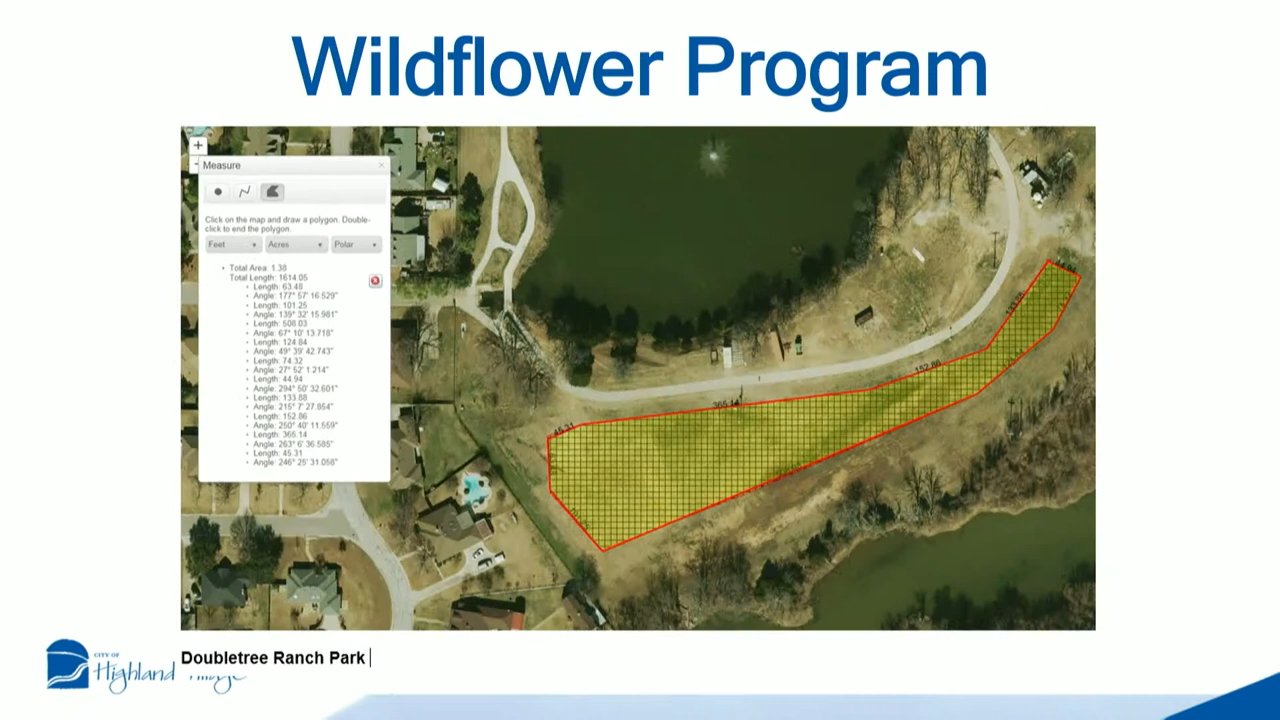 Wildflower Program
+
-
Measure
×
Click on the map and draw a polygon. Double-
click to end the polygon.
Feet Acres Polar
Total Area: 1.38
Total Length: 1614.05
Length: 63.48
Angle: 177° 57' 16.529"
Length: 101.25
Angle: 139° 32' 15.981"
Length: 508.03
Angle: 67° 10' 13.718"
Length: 124.84
Angle: 49° 39' 42.743"
Length: 74.32
Angle: 27° 52' 1.214"
Length: 44.94
Angle: 294° 50' 32.601"
Length: 133.88
Angle: 215° 7' 27.854"
Length: 152.86
Angle: 250° 40' 11.559"
Length: 365.14
Angle: 263° 6' 36.585"
Length: 45.31
Angle: 246° 25' 31.058"
133.88
152.86
365.14
45.31
Doubletree Ranch Park
CITY OF
Highland Village